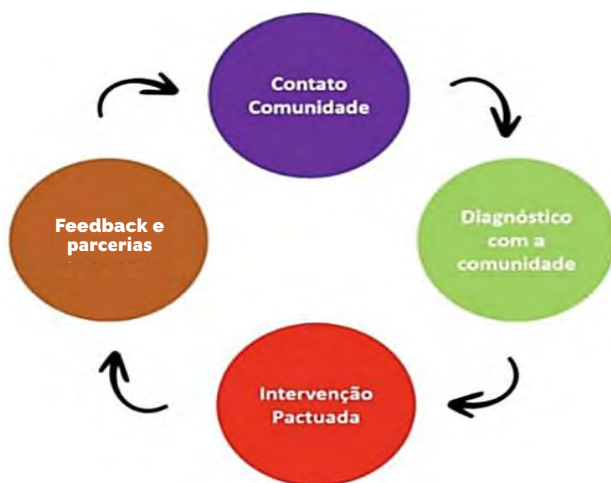 Contato
Comunidade
Diagnóstico
com a
comunidade
Intervenção
Pactuada
Feedback e
parcerias